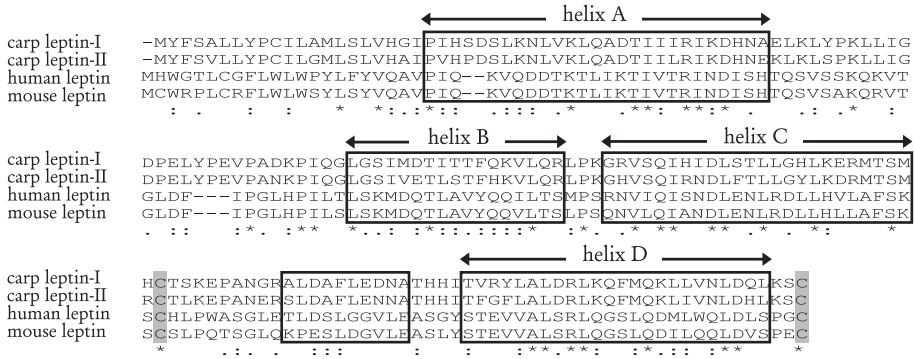 helix A
carp leptin-I -MYFSALLYPCILAMLSLVHGIPIHSDSLKNLVKLQADTIIIRIKDHNAELKLYPKLLIG
carp leptin-II -MYFSVLLYPCILGMLSLVHAIPVHPDSLKNLVKLQADTIIIRIKDHNEKLKLSPKLLIG
human leptin MHWGTLCGFLWLWPYLFYVQAVPIQ--KVQDDTKTLIKTIVTRINDISHTQSVSSKQKVT
mouse leptin MCWRPLCRFLWLWSYLSYVQAVPIQ--KVQDDTKTLIKTIVTRINDISHTQSVSAKQRVT
helix B helix C
carp leptin-I DPELYPEVPADKPIQGLGSIMDTITTFQKVLQRLPKGRVSQIHIDLSTLLGHLKERMTSM
carp leptin-II DPELYPEVPANKPIQGLGSIVETLSTFHKVLQRLPKGHVSQIRNDLFTLLGYLKDRMTSM
human leptin GLDF---IPGLHPILTLSKMDQTLAVYQQILTSMPSRNVIQISNDLENLRDLLHVLAFSK
mouse leptin GLDF---IPGLHPILSLSKMDQTLAVYQQVLTSLPSQNVLQIANDLENLRDLLHLLAFSK
helix D
carp leptin-I HCTSKEPANGRALDAFLEDNATHHITVRYLALDRLKQFMQKLLVNLDQLKSC
carp leptin-II RCTLKEPANERSLDAFLENNATHHITFGFLALDRLKQFMQKLIVNLDHLKSC
human leptin SCHLPWASGLETLDSLGGVLEASGYSTEVVALSRLQGSLQDMLWQLDLSPGC
mouse leptin SCSLPQTSGLQKPESLDGVLEASLYSTEVVALSRLQGSLQDILQQLDVSPEC